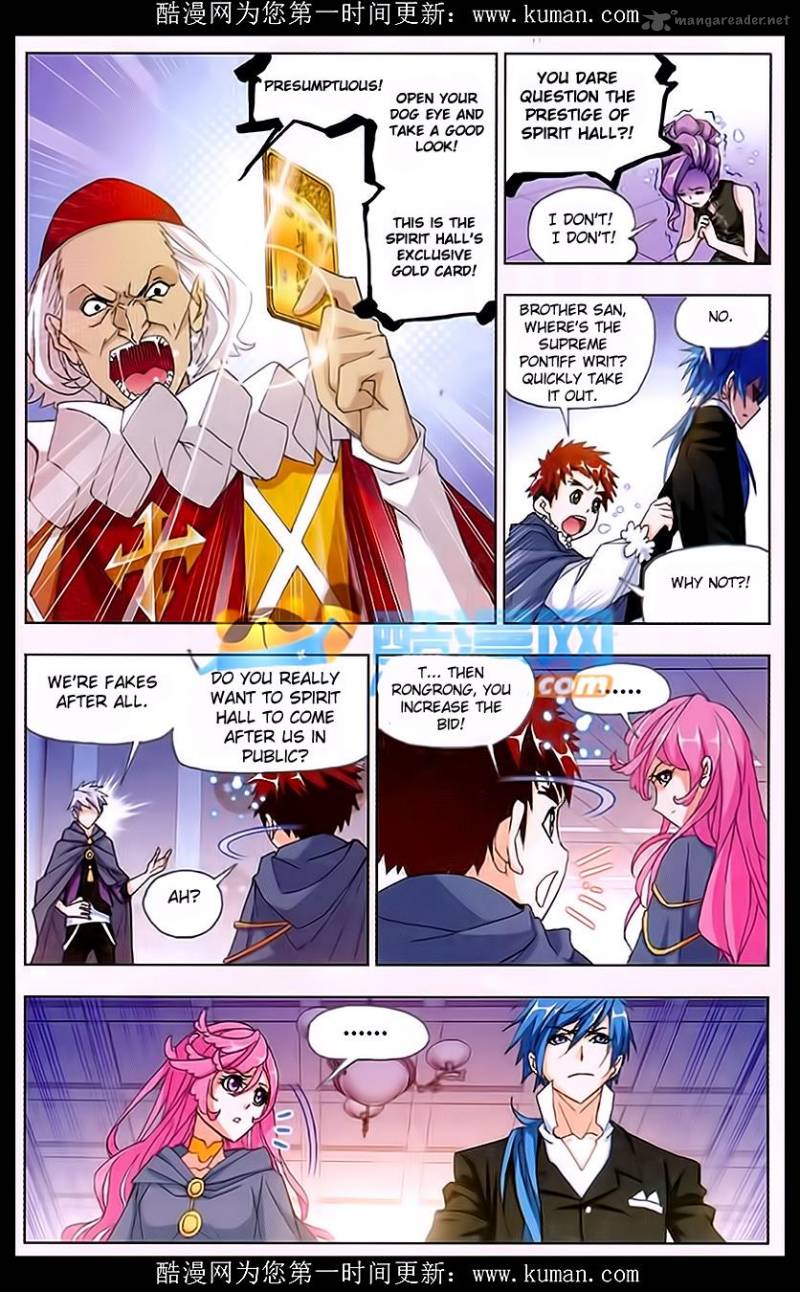 酷漫网为您第一时间更新：www.kuman.com
mangareader.net
PRESUMPTUOUS!
OPEN YOUR
DOG EYE AND
TAKE A GOOD
LOOK!
THIS IS THE
SPIRIT HALL'S
EXCLUSIVE
GOLD CARD!
YOU DARE
QUESTION THE
PRESTIGE OF
SPIRIT HALL?!
I DON'T!
I DON'T!
BROTHER SAN,
WHERE'S THE
SUPREME
PONTIFF WRIT?
QUICKLY TAKE
IT OUT.
NO.
WHY NOT?!
酷漫网
.com
WE'RE FAKES
AFTER ALL.
DO YOU REALLY
WANT TO SPIRIT
HALL TO COME
AFTER US IN
PUBLIC?
AH?
T... THEN
RONGRONG, YOU
INCREASE THE
BID!
......
......
酷漫网为您第一时间更新：www.kuman.com